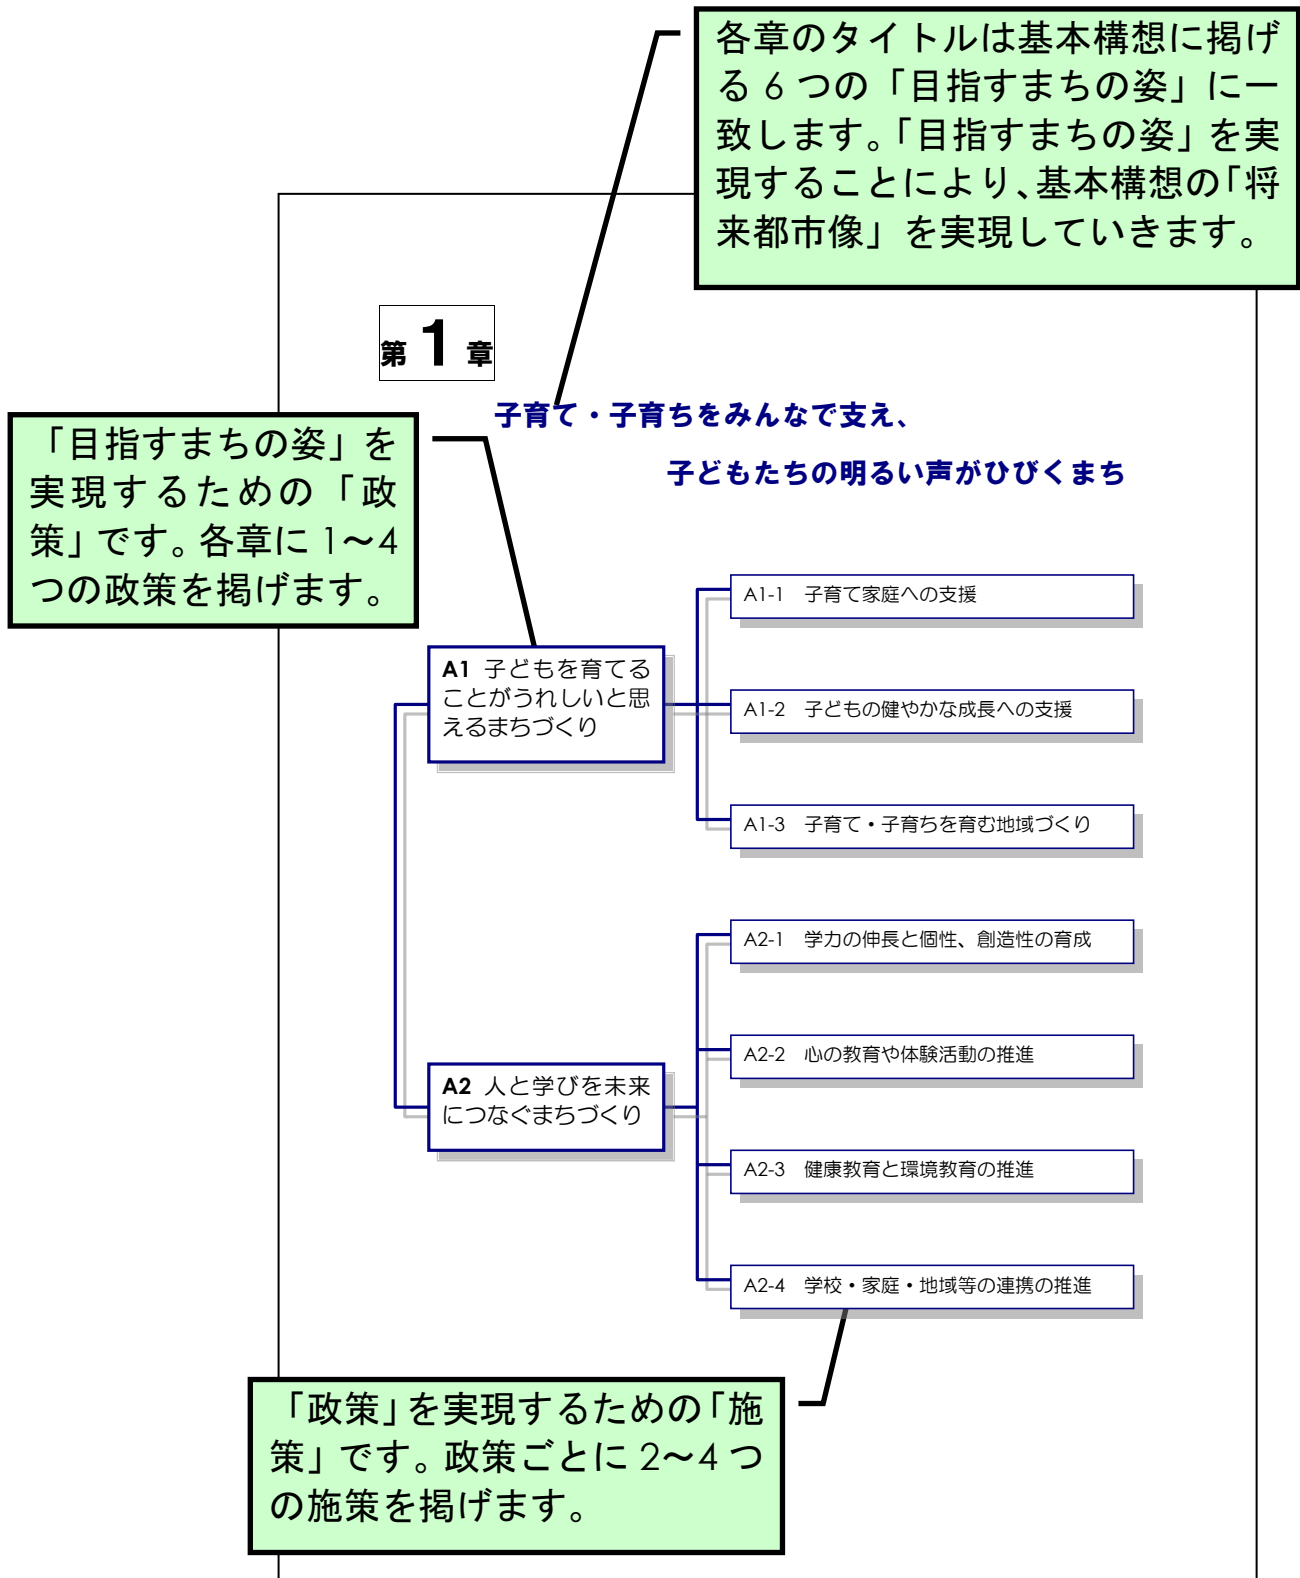 各章のタイトルは基本構想に掲げ
る 6 つの「目指すまちの姿」に一
致します。「目指すまちの姿」を実
現することにより、基本構想の「将
来都市像」を実現していきます。
第 1 章
子育て・子育ちをみんなで支え、
子どもたちの明るい声がひびくまち
「目指すまちの姿」を
実現するための「政
策」です。各章に 1～4
つの政策を掲げます。
A1 子どもを育てる
ことがうれしいと思
えるまちづくり
A1-1 子育て家庭への支援
A1-2 子どもの健やかな成長への支援
A1-3 子育て・子育ちを育む地域づくり
A2 人と学びを未来
につなぐまちづくり
A2-1 学力の伸長と個性、創造性の育成
A2-2 心の教育や体験活動の推進
A2-3 健康教育と環境教育の推進
A2-4 学校・家庭・地域等の連携の推進
「政策」を実現するための「施
策」です。政策ごとに 2～4 つ
の施策を掲げます。